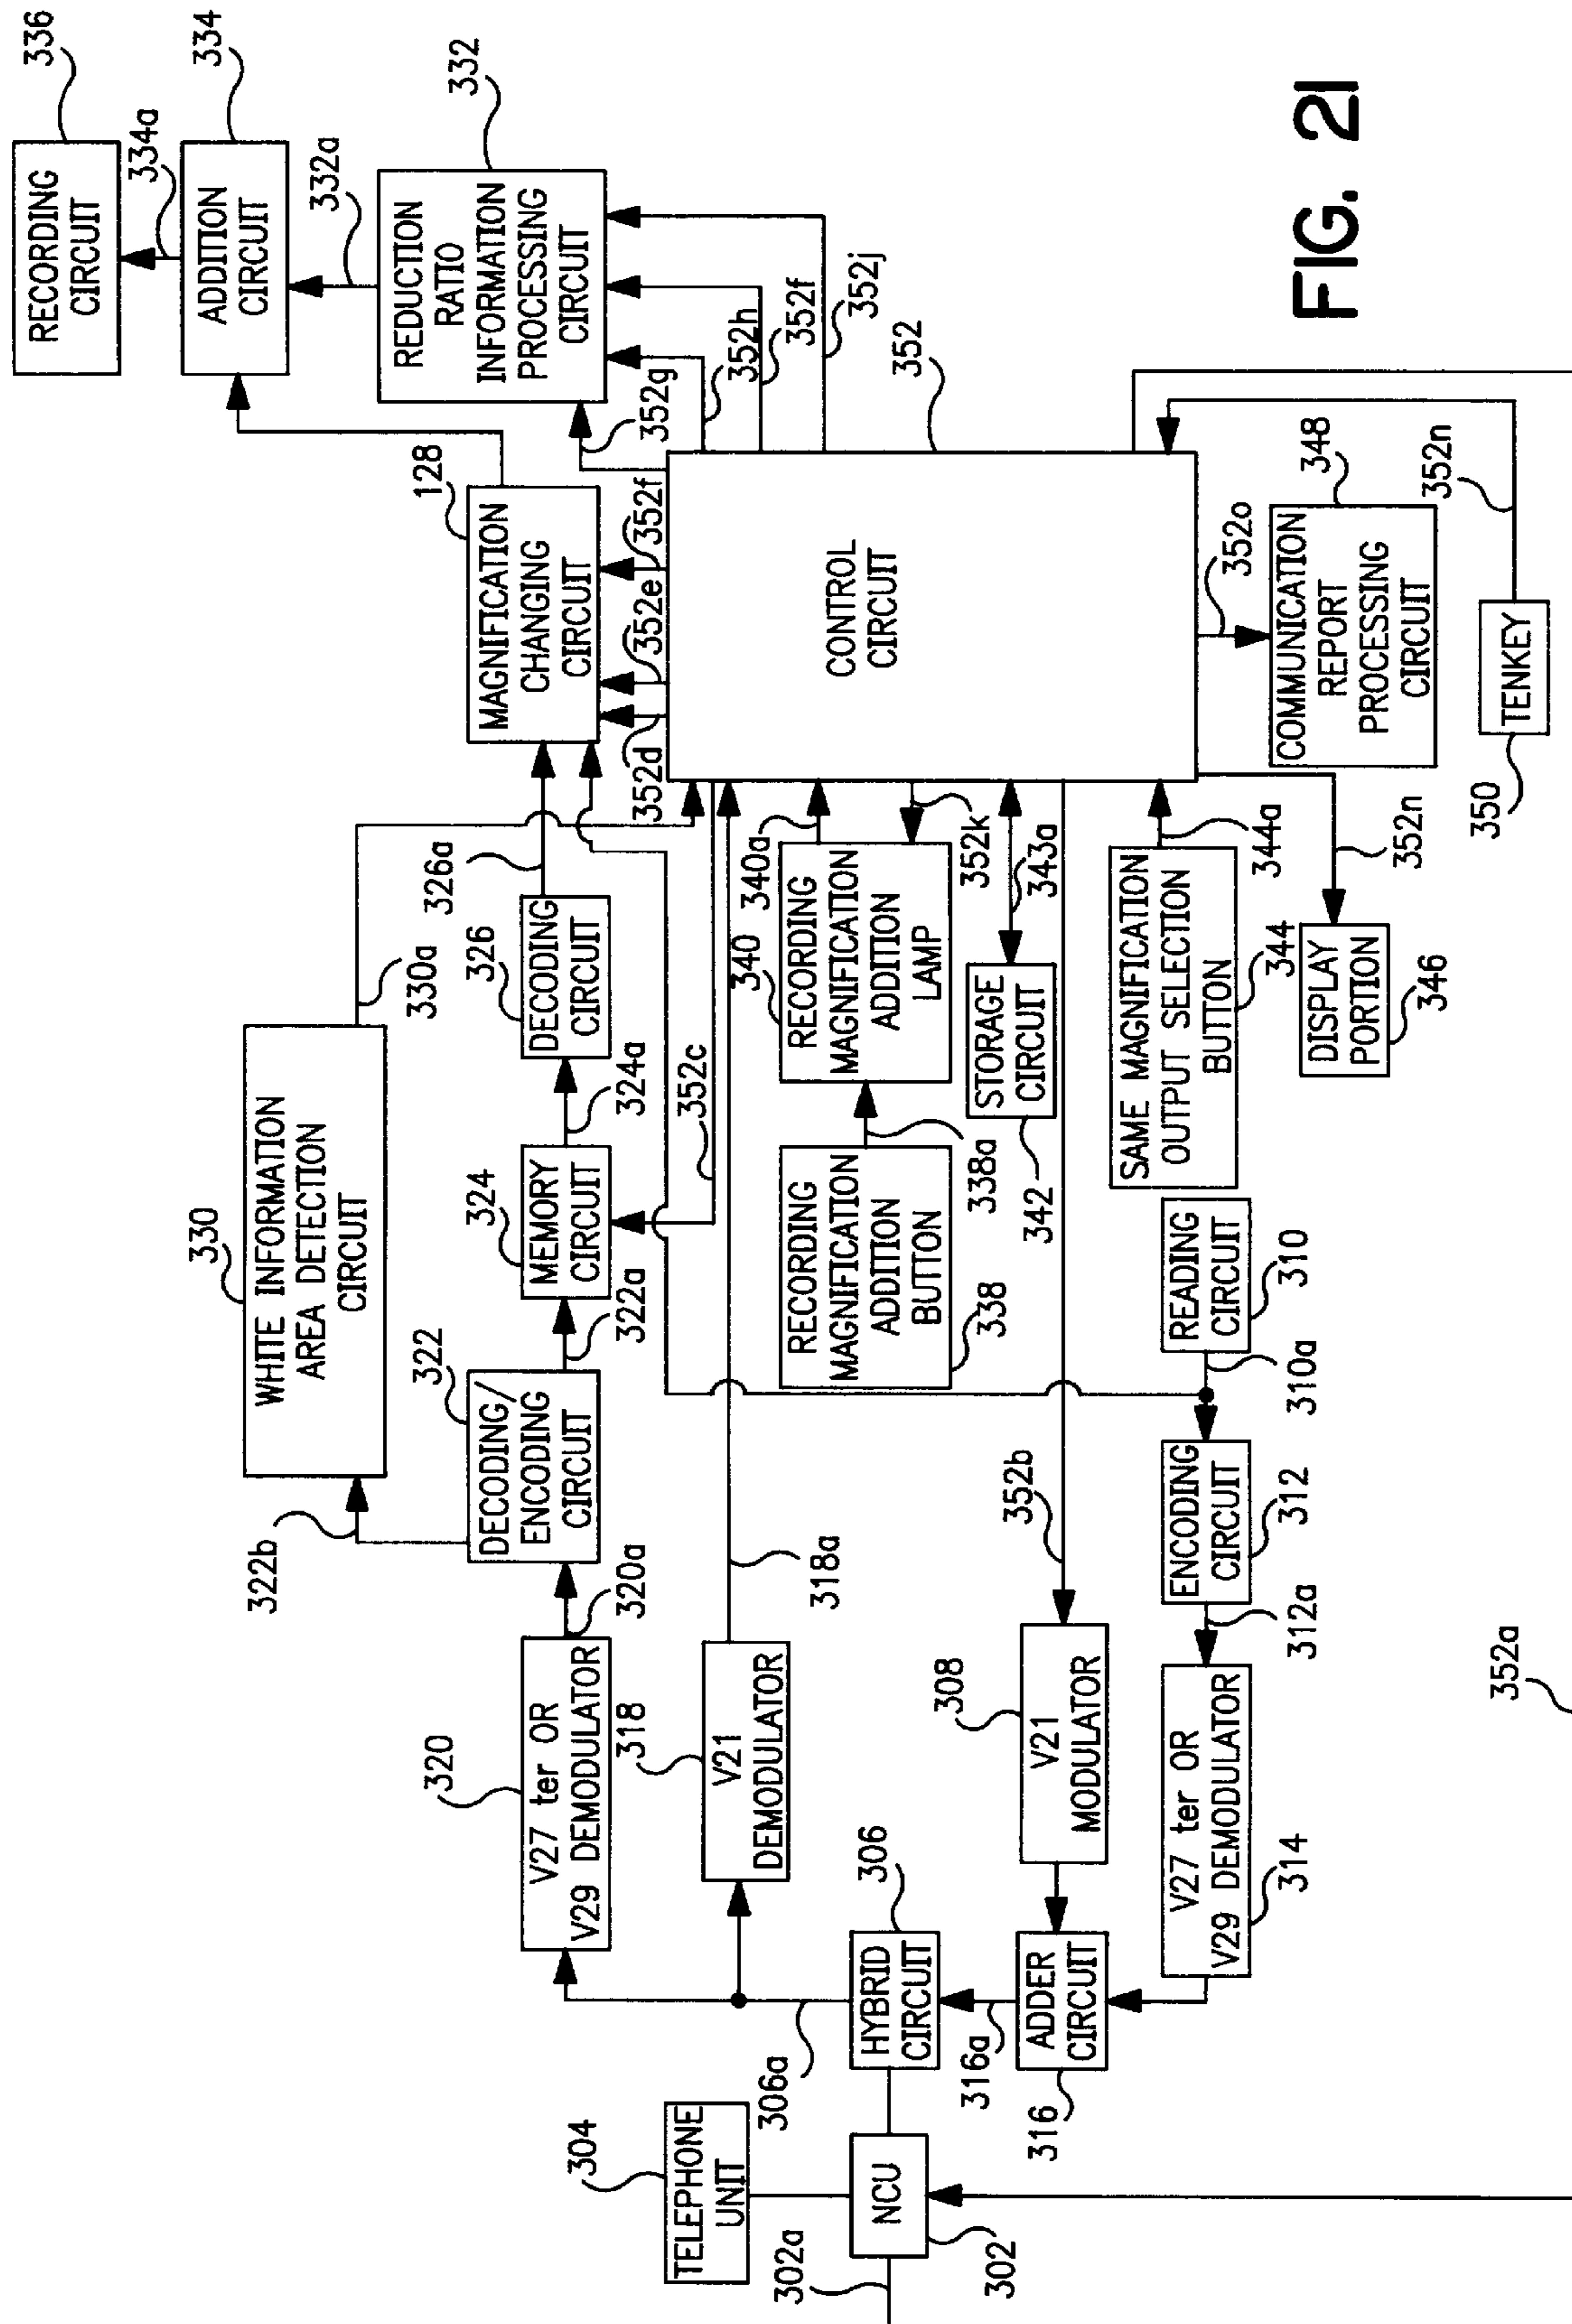 336
RECORDING
CIRCUIT
334a
334
ADDITION
CIRCUIT
332a
332
REDUCTION
RATIO
INFORMATION
PROCESSING
CIRCUIT
352g
352h
352f
352j
128
MAGNIFICATION
CHANGING
CIRCUIT
352d
352e
352f
352
CONTROL
CIRCUIT
330
WHITE INFORMATION
AREA DETECTION
CIRCUIT
330a
322b
322
DECODING/
ENCODING
CIRCUIT
322a
324
MEMORY
CIRCUIT
324a
326
DECODING
CIRCUIT
326a
352c
320
V27 ter OR
V29 DEMODULATOR
320a
318
V21
DEMODULATOR
318a
340
RECORDING
MAGNIFICATION
ADDITION
LAMP
340a
352k
RECORDING
MAGNIFICATION
ADDITION
BUTTON
338
338a
STORAGE
CIRCUIT
342
343a
SAME MAGNIFICATION
OUTPUT SELECTION
BUTTON
344
344a
DISPLAY
PORTION
346
352n
COMMUNICATION
REPORT
PROCESSING
CIRCUIT
348
352o
TENKEY
350
352n
304
TELEPHONE
UNIT
302a
NCU
302
306
HYBRID
CIRCUIT
306a
316a
ADDER
CIRCUIT
316
308
V21
MODULATOR
352b
V27 ter OR
V29 DEMODULATOR
314
312a
ENCODING
CIRCUIT
312
310a
READING
CIRCUIT
310
352a
FIG. 21